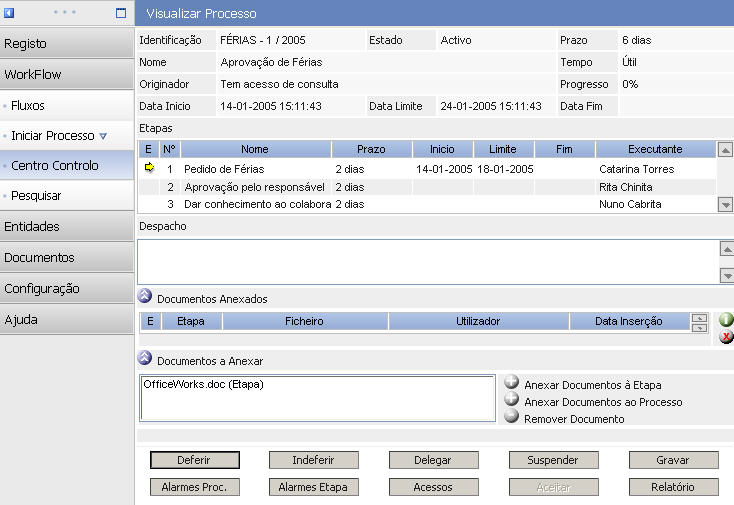 Visualizar Processo
Registo
WorkFlow
Fluxos
Iniciar Processo
Centro Controlo
Pesquisar
Entidades
Documentos
Configuração
Ajuda
Identificação FÉRIAS - 1 / 2005 Estado Activo Prazo 6 dias
Nome Aprovação de Férias Tempo Útil
Originador Tem acesso de consulta Progresso 0%
Data Inicio 14-01-2005 15:11:43 Data Limite 24-01-2005 15:11:43 Data Fim
Etapas
E Nº Nome Prazo Inicio Limite Fim Executante
1 Pedido de Férias 2 dias 14-01-2005 18-01-2005 Catarina Torres
2 Aprovação pelo responsável 2 dias Rita Chinita
3 Dar conhecimento ao colabora 2 dias Nuno Cabrita
Despacho
Documentos Anexados
E Etapa Ficheiro Utilizador Data Inserção
Documentos a Anexar
OfficeWorks.doc (Etapa)
Anexar Documentos à Etapa
Anexar Documentos ao Processo
Remover Documento
Deferir Indeferir Delegar Suspender Gravar
Alarmes Proc. Alarmes Etapa Acessos Aceitar Relatório